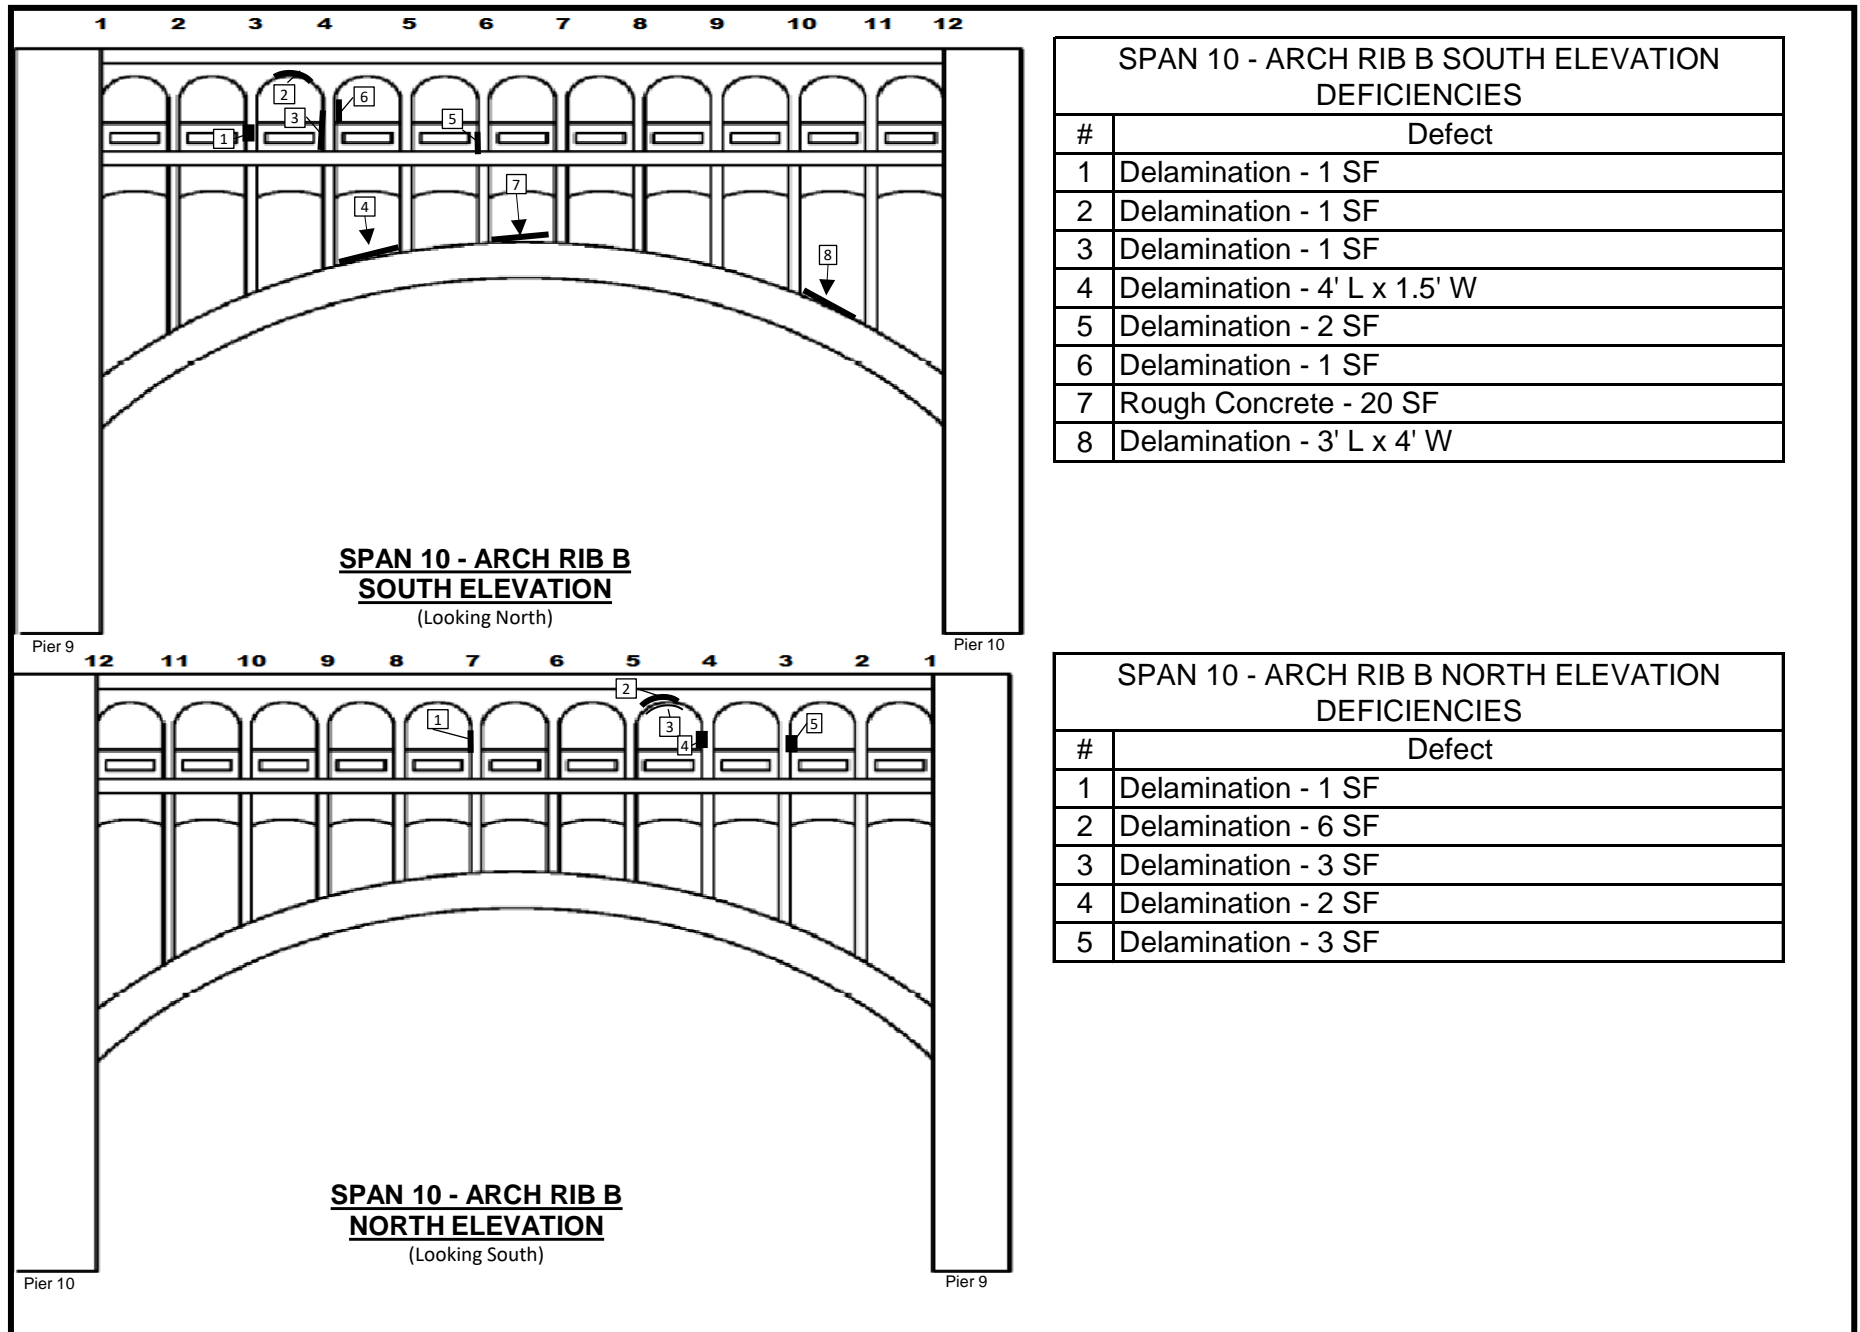 1 2 3 4 5 6 7 8 9 10 11 12
2
6
3
5
1
7
4
8
SPAN 10 - ARCH RIB B
SOUTH ELEVATION
(Looking North)
Pier 9
Pier 10
SPAN 10 - ARCH RIB B SOUTH ELEVATION
DEFICIENCIES
# Defect
1 Delamination - 1 SF
2 Delamination - 1 SF
3 Delamination - 1 SF
4 Delamination - 4' L x 1.5' W
5 Delamination - 2 SF
6 Delamination - 1 SF
7 Rough Concrete - 20 SF
8 Delamination - 3' L x 4' W
12 11 10 9 8 7 6 5 4 3 2 1
2
1
3
5
4
SPAN 10 - ARCH RIB B
NORTH ELEVATION
(Looking South)
Pier 10
Pier 9
SPAN 10 - ARCH RIB B NORTH ELEVATION
DEFICIENCIES
# Defect
1 Delamination - 1 SF
2 Delamination - 6 SF
3 Delamination - 3 SF
4 Delamination - 2 SF
5 Delamination - 3 SF